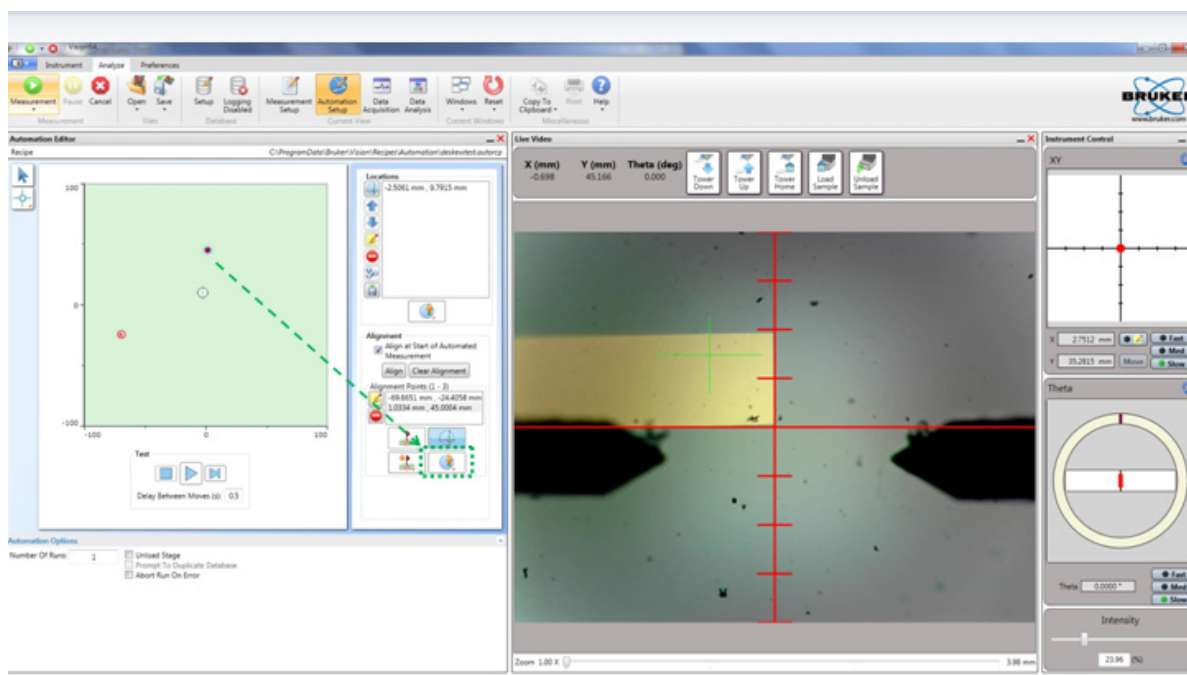 Vision64
Instrument Analyze Preferences
Measurement Pause Cancel Open Save Setup Logging Disabled Measurement Setup Automation Setup Data Acquisition Data Analysis Windows Reset Copy To Clipboard Print Help
Measurement Files Database Current View Current Windows Miscellaneous
BRUKER
www.bruker.com
Automation Editor
Recipe C:\ProgramData\Bruker\Vision\Recipes\Automation\deskewtest.autorcp
100
0
-100
-100 0 100
Test
Delay Between Moves (s): 0.5
Locations
-2.5061 mm , 9.7915 mm
Alignment
Align at Start of Automated
Measurement
Align Clear Alignment
Alignment Points (1 - 3)
-69.6651 mm , -24.4058 mm
1.0334 mm , 45.0004 mm
Automation Options
Number Of Runs: 1
Unload Stage
Prompt To Duplicate Database
Abort Run On Error
Live Video
X (mm) Y (mm) Theta (deg)
-0.698 45.166 0.000
Tower Down Tower Up Tower Home Load Sample Unload Sample
Zoom 1.00 X 3.98 mm
Instrument Control
XY
X 2.7512 mm Fast
Med
Y 35.2815 mm Move Slow
Theta
Fast
Theta 0.0000 ° Med
Slow
Intensity
23.96 (%)